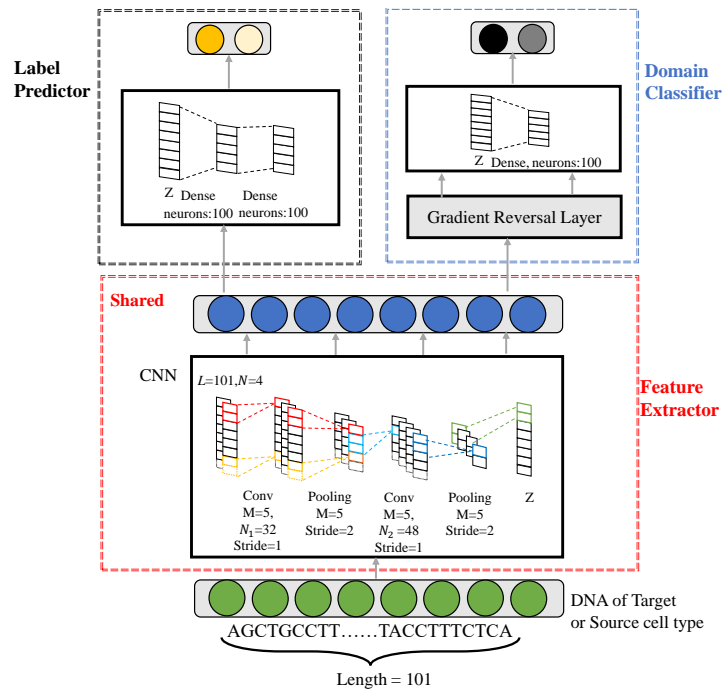 Label
Predictor
Z Dense Dense
neurons:100 neurons:100
Domain
Classifier
Z Dense, neurons:100
Gradient Reversal Layer
Shared
CNN
L=101,N=4
Conv
M=5,
N₁=32
Stride=1
Pooling
M=5
Stride=2
Conv
M=5,
N₂=48
Stride=1
Pooling
M=5
Stride=2
Z
Feature
Extractor
DNA of Target
or Source cell type
AGCTGCCTT……TACCTTTCTCA
Length = 101